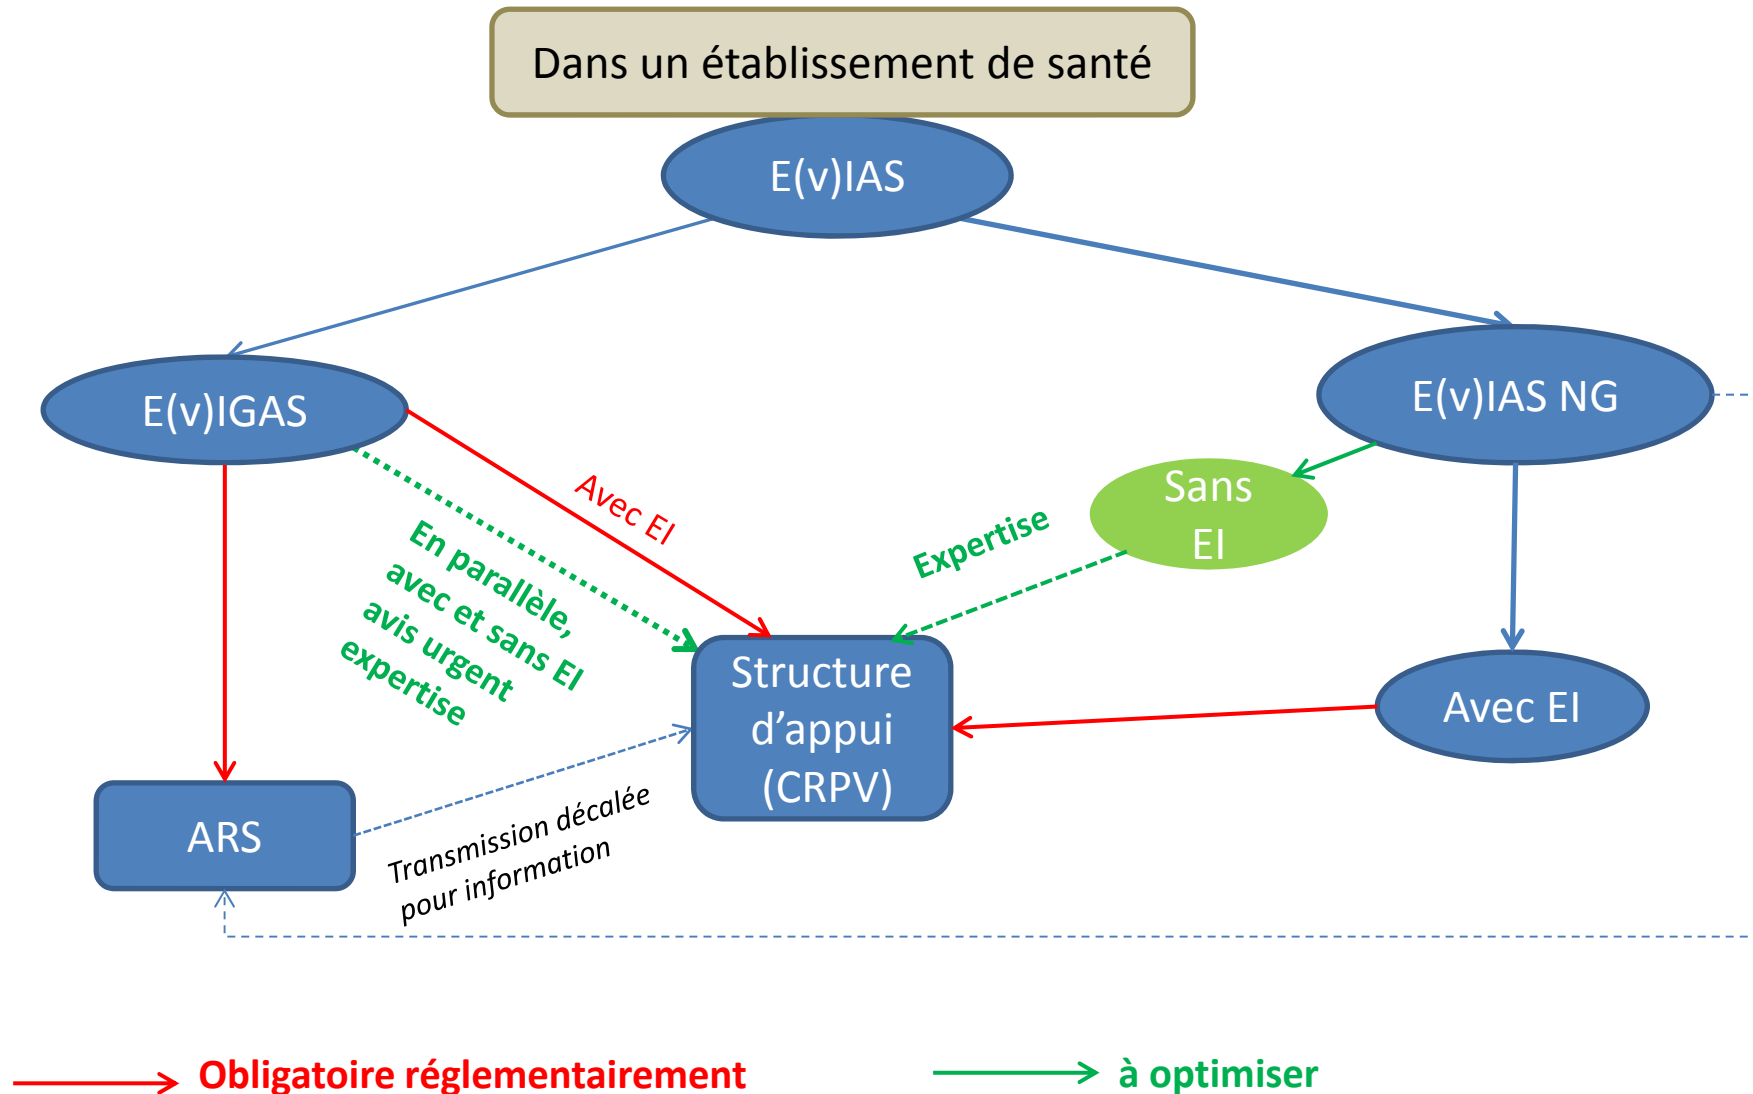 Dans un établissement de santé
E(v)IAS
E(v)IGAS
E(v)IAS NG
Avec EI
Sans
EI
Expertise
En parallèle,
avec et sans EI
avis urgent
expertise
Structure
d’appui
(CRPV)
Avec EI
ARS
Transmission décalée
pour information
Obligatoire réglementairement
à optimiser